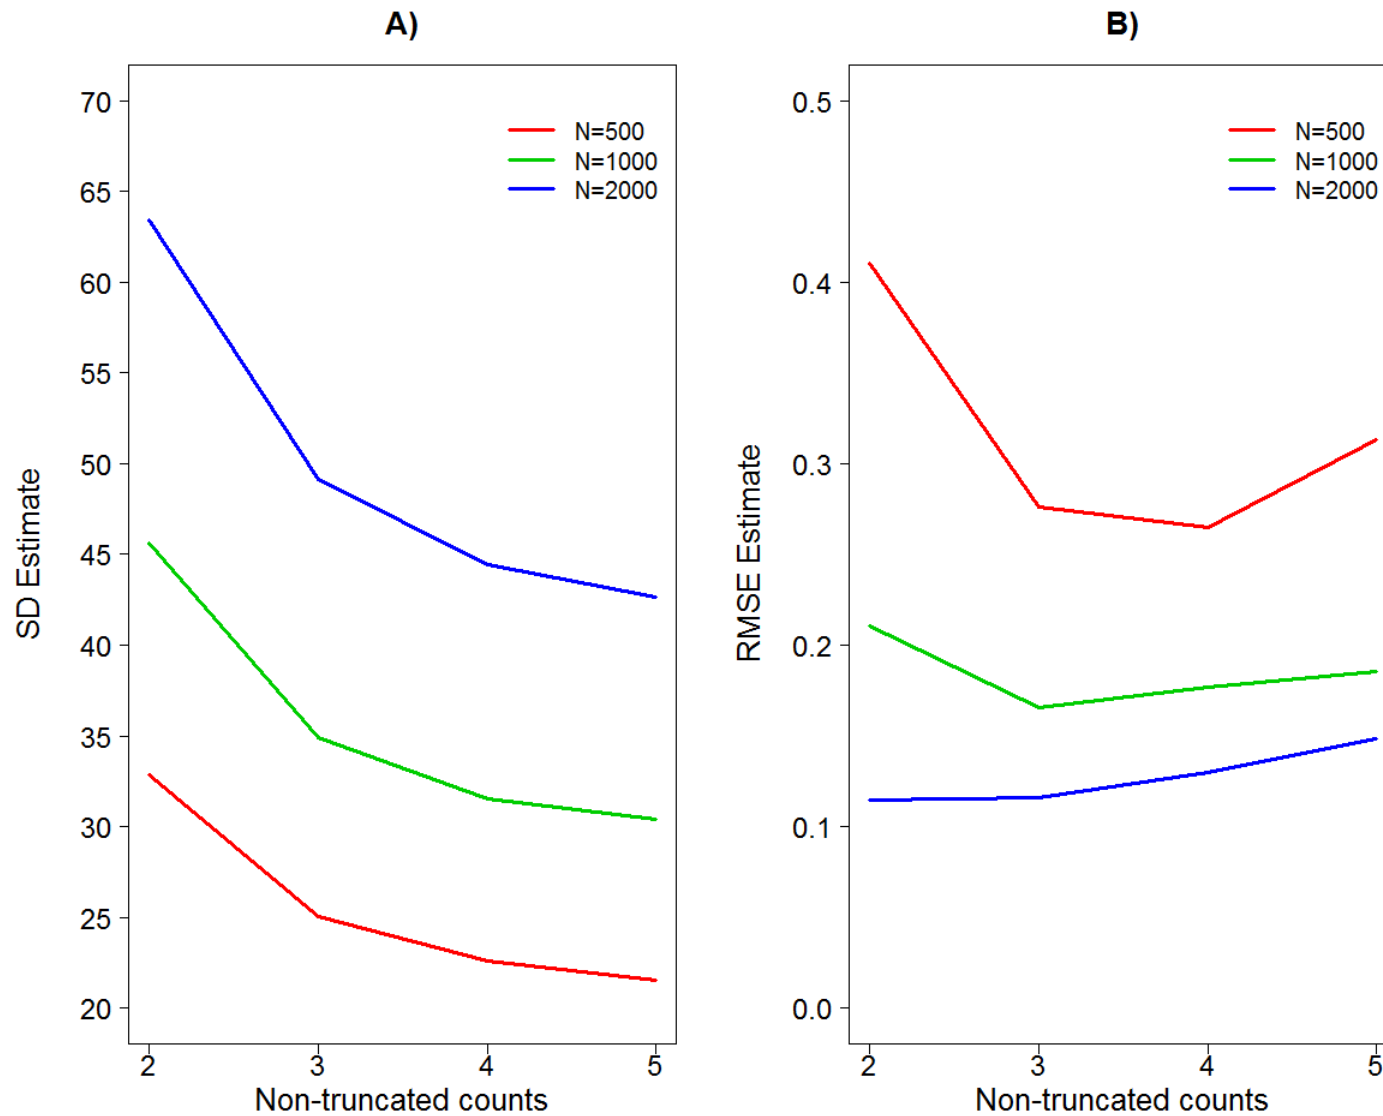 A)
70
65
60
55
50
45
40
35
30
25
20
SD Estimate
N=500
N=1000
N=2000
2 3 4 5
Non-truncated counts
B)
0.5
0.4
0.3
0.2
0.1
0.0
RMSE Estimate
N=500
N=1000
N=2000
2 3 4 5
Non-truncated counts